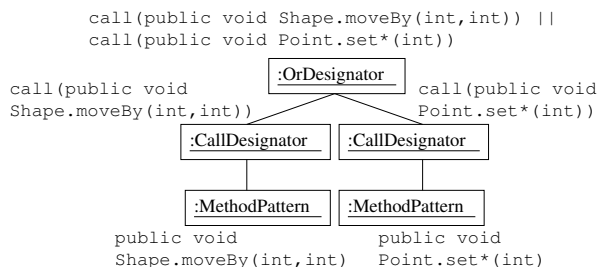 call(public void Shape.moveBy(int,int)) ||
call(public void Point.set*(int))
:OrDesignator
call(public void
Shape.moveBy(int,int))
call(public void
Point.set*(int))
:CallDesignator
:CallDesignator
:MethodPattern
:MethodPattern
public void
Shape.moveBy(int,int)
public void
Point.set*(int)